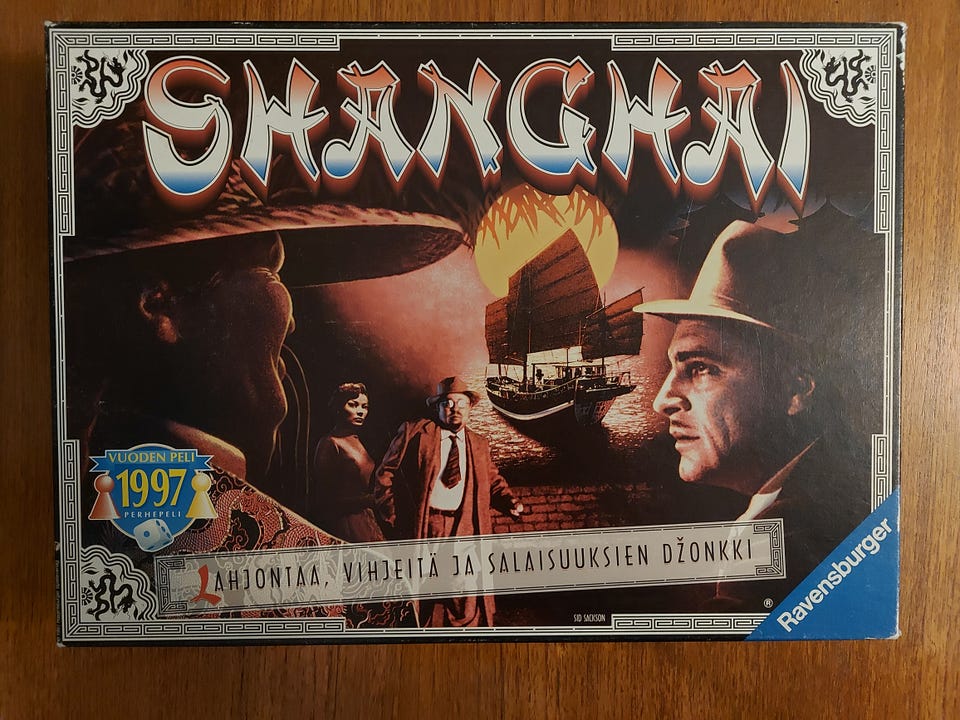 SHANGHAI
VUODEN PELI
1997
PERHEPELI
LAHJONTAA, VIHJEITÄ JA SALAISUUKSIEN DŽONKKI
SID SACKSON
®
Ravensburger